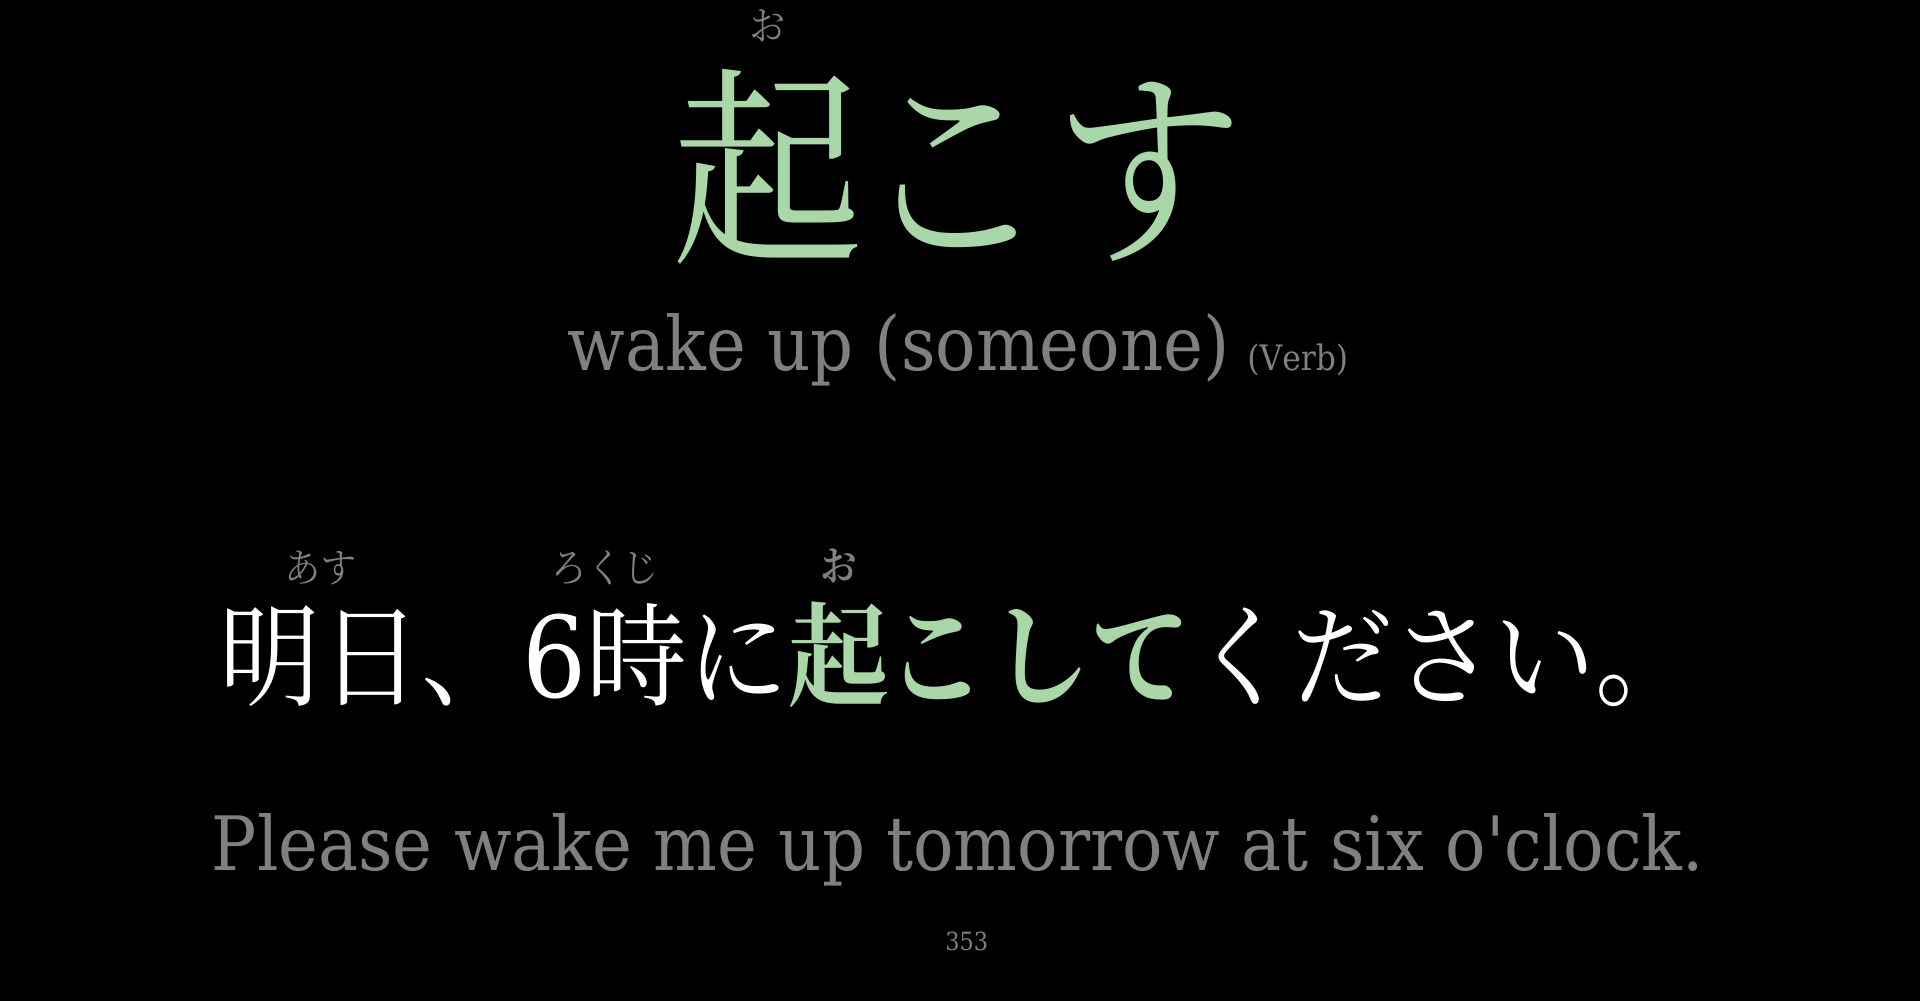 お
起こす
wake up (someone) (Verb)
あす ろくじ お
明日、6時に起こしてください。
Please wake me up tomorrow at six o'clock.
353